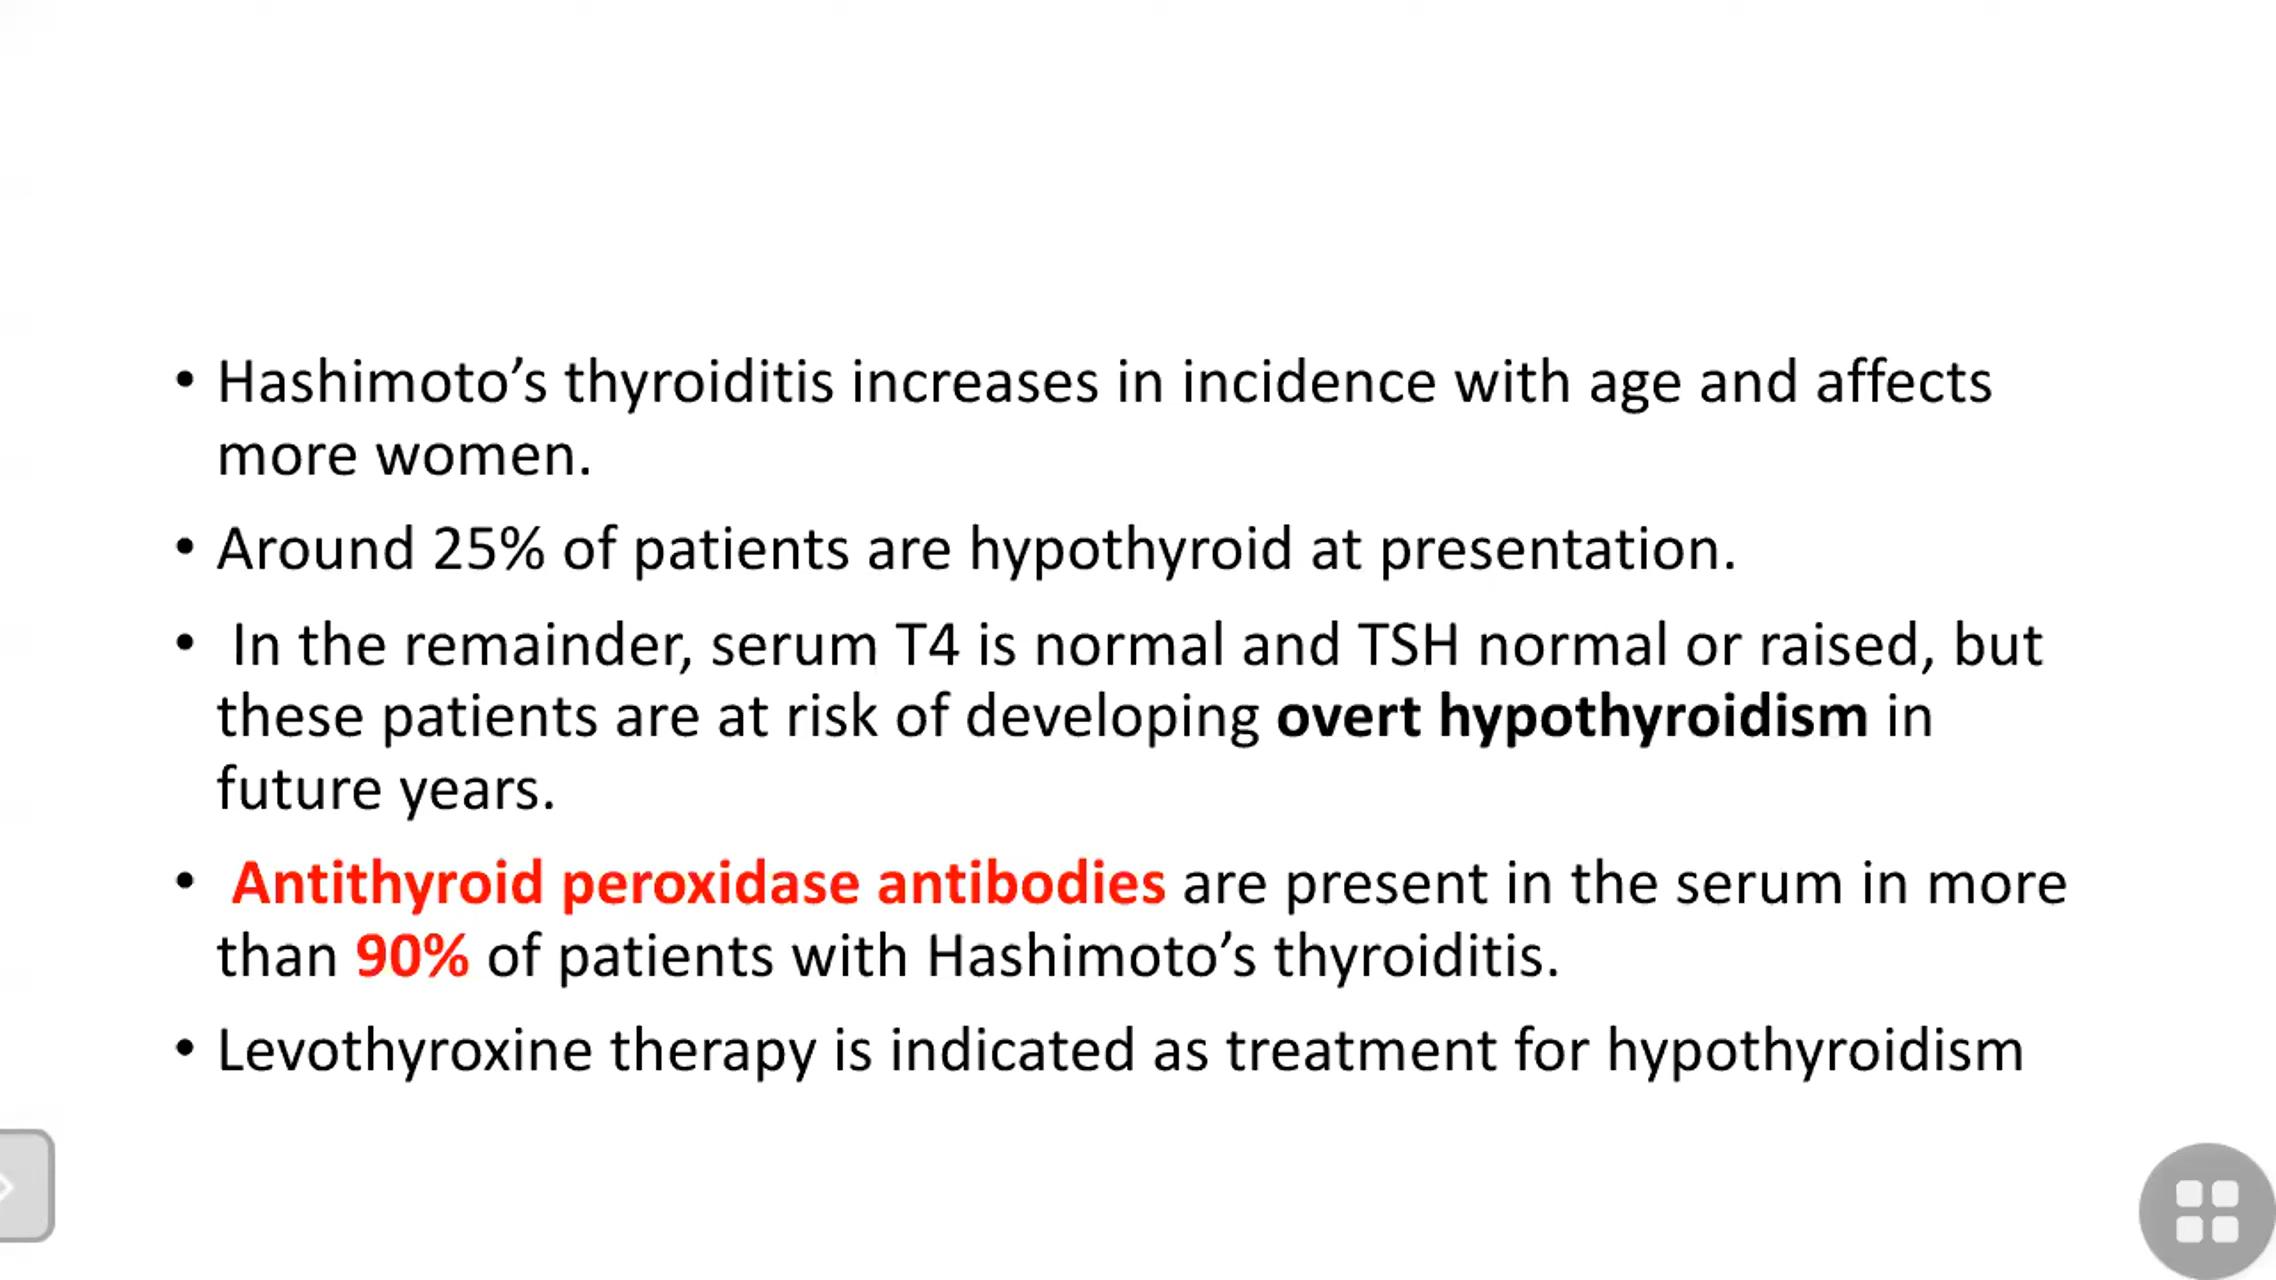 • Hashimoto’s thyroiditis increases in incidence with age and affects
more women.
• Around 25% of patients are hypothyroid at presentation.
• In the remainder, serum T4 is normal and TSH normal or raised, but
these patients are at risk of developing overt hypothyroidism in
future years.
• Antithyroid peroxidase antibodies are present in the serum in more
than 90% of patients with Hashimoto’s thyroiditis.
• Levothyroxine therapy is indicated as treatment for hypothyroidism